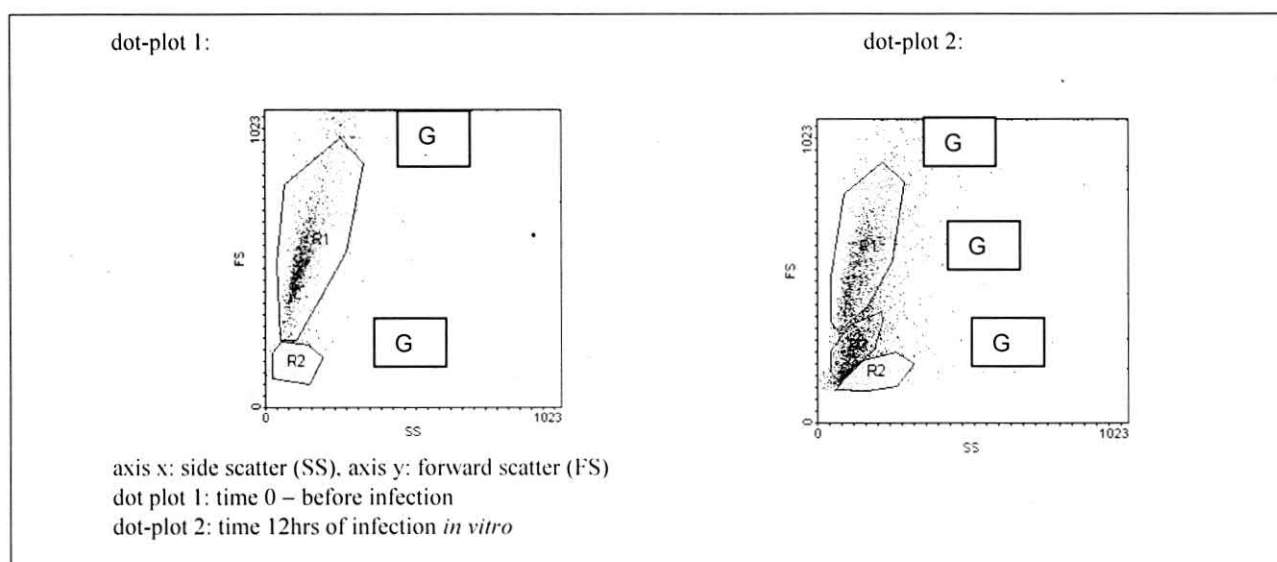 dot-plot 1:
dot-plot 2:
1023
G
R1
FS
G
R2
0
0
1023
SS
1023
G
R1
G
FS
G
R2
0
0
1023
SS
axis x: side scatter (SS), axis y: forward scatter (FS)
dot plot 1: time 0 – before infection
dot-plot 2: time 12hrs of infection in vitro